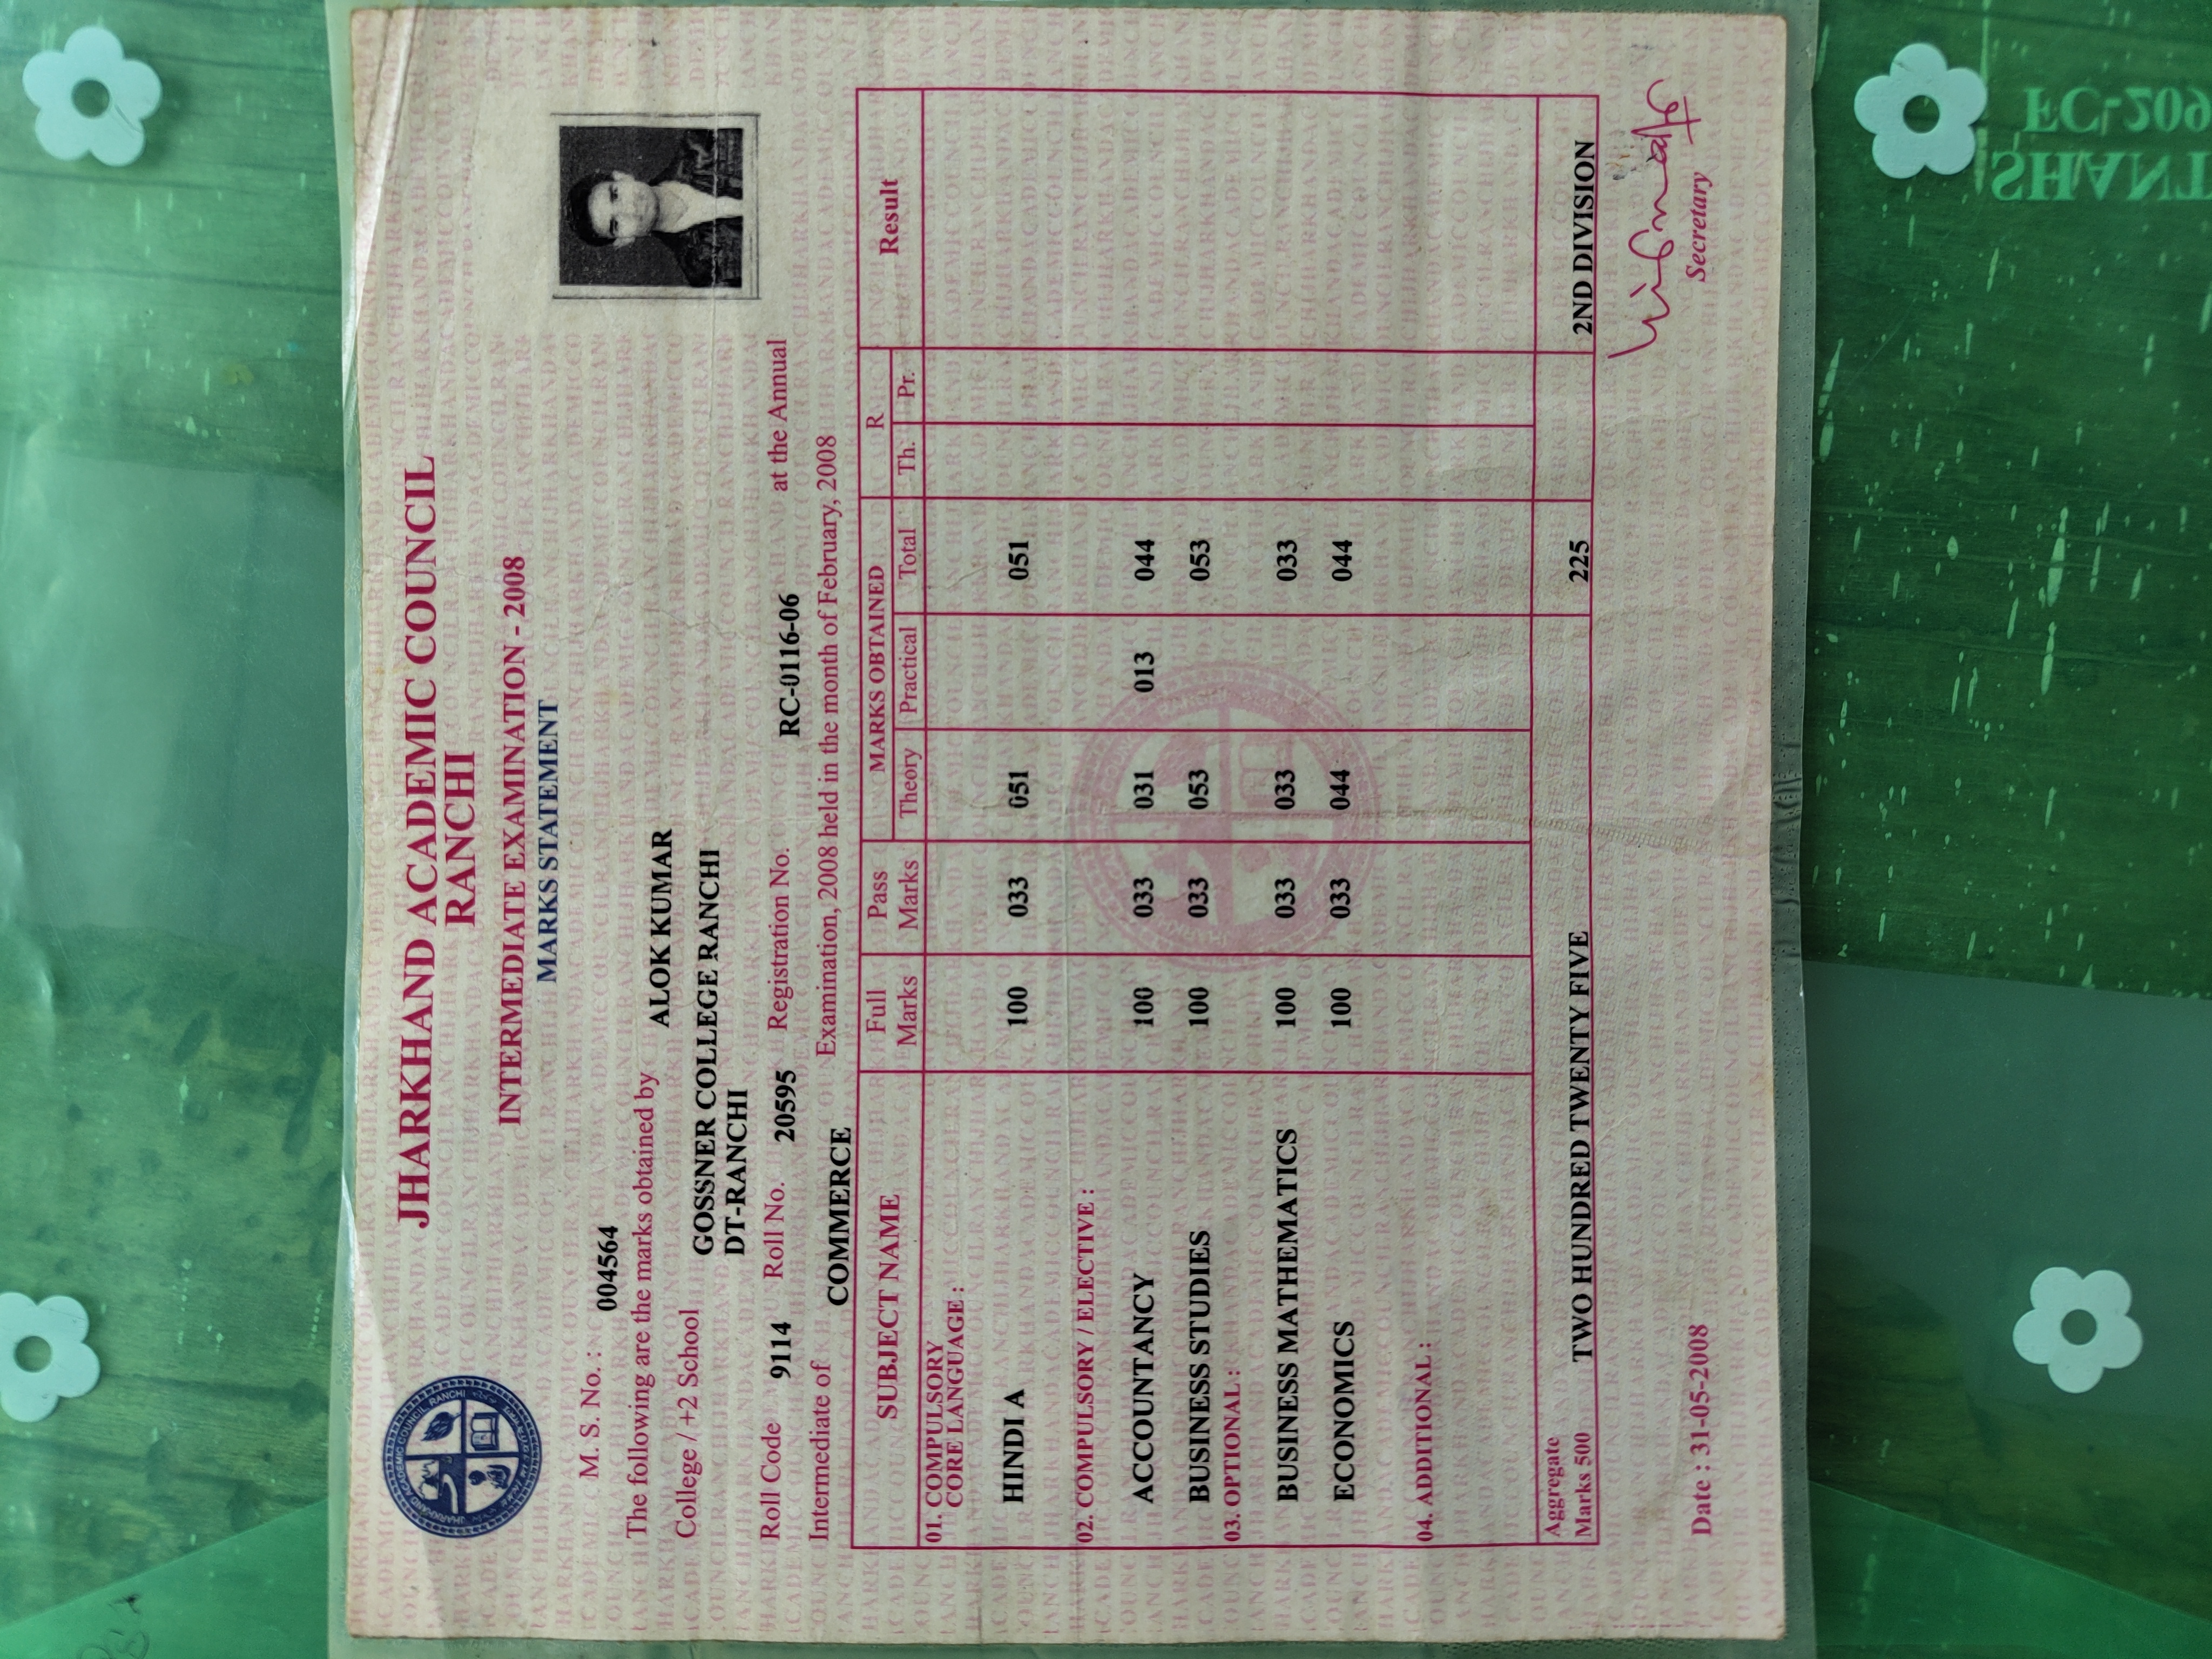 JHARKHAND ACADEMIC COUNCIL
RANCHI
INTERMEDIATE EXAMINATION - 2008
MARKS STATEMENT
M. S. No. : 004564
The following are the marks obtained by ALOK KUMAR
College / +2 School GOSSNER COLLEGE RANCHI
DT-RANCHI
Roll Code 9114 Roll No. 20595 Registration No. RC-0116-06 at the Annual
Intermediate of COMMERCE Examination, 2008 held in the month of February, 2008
SUBJECT NAME Full Marks Pass Marks MARKS OBTAINED R Result
Theory Practical Total Th. Pr.
01. COMPULSORY
CORE LANGUAGE :
HINDI A 100 033 051 051
02. COMPULSORY / ELECTIVE :
ACCOUNTANCY 100 033 031 013 044
BUSINESS STUDIES 100 033 053 053
03. OPTIONAL :
BUSINESS MATHEMATICS 100 033 033 033
ECONOMICS 100 033 044 044
04. ADDITIONAL :
Aggregate
Marks 500 TWO HUNDRED TWENTY FIVE 225 2ND DIVISION
Date : 31-05-2008
Secretary
JHARKHAND ACADEMIC COUNCIL RANCHI
FC-209
SHANT